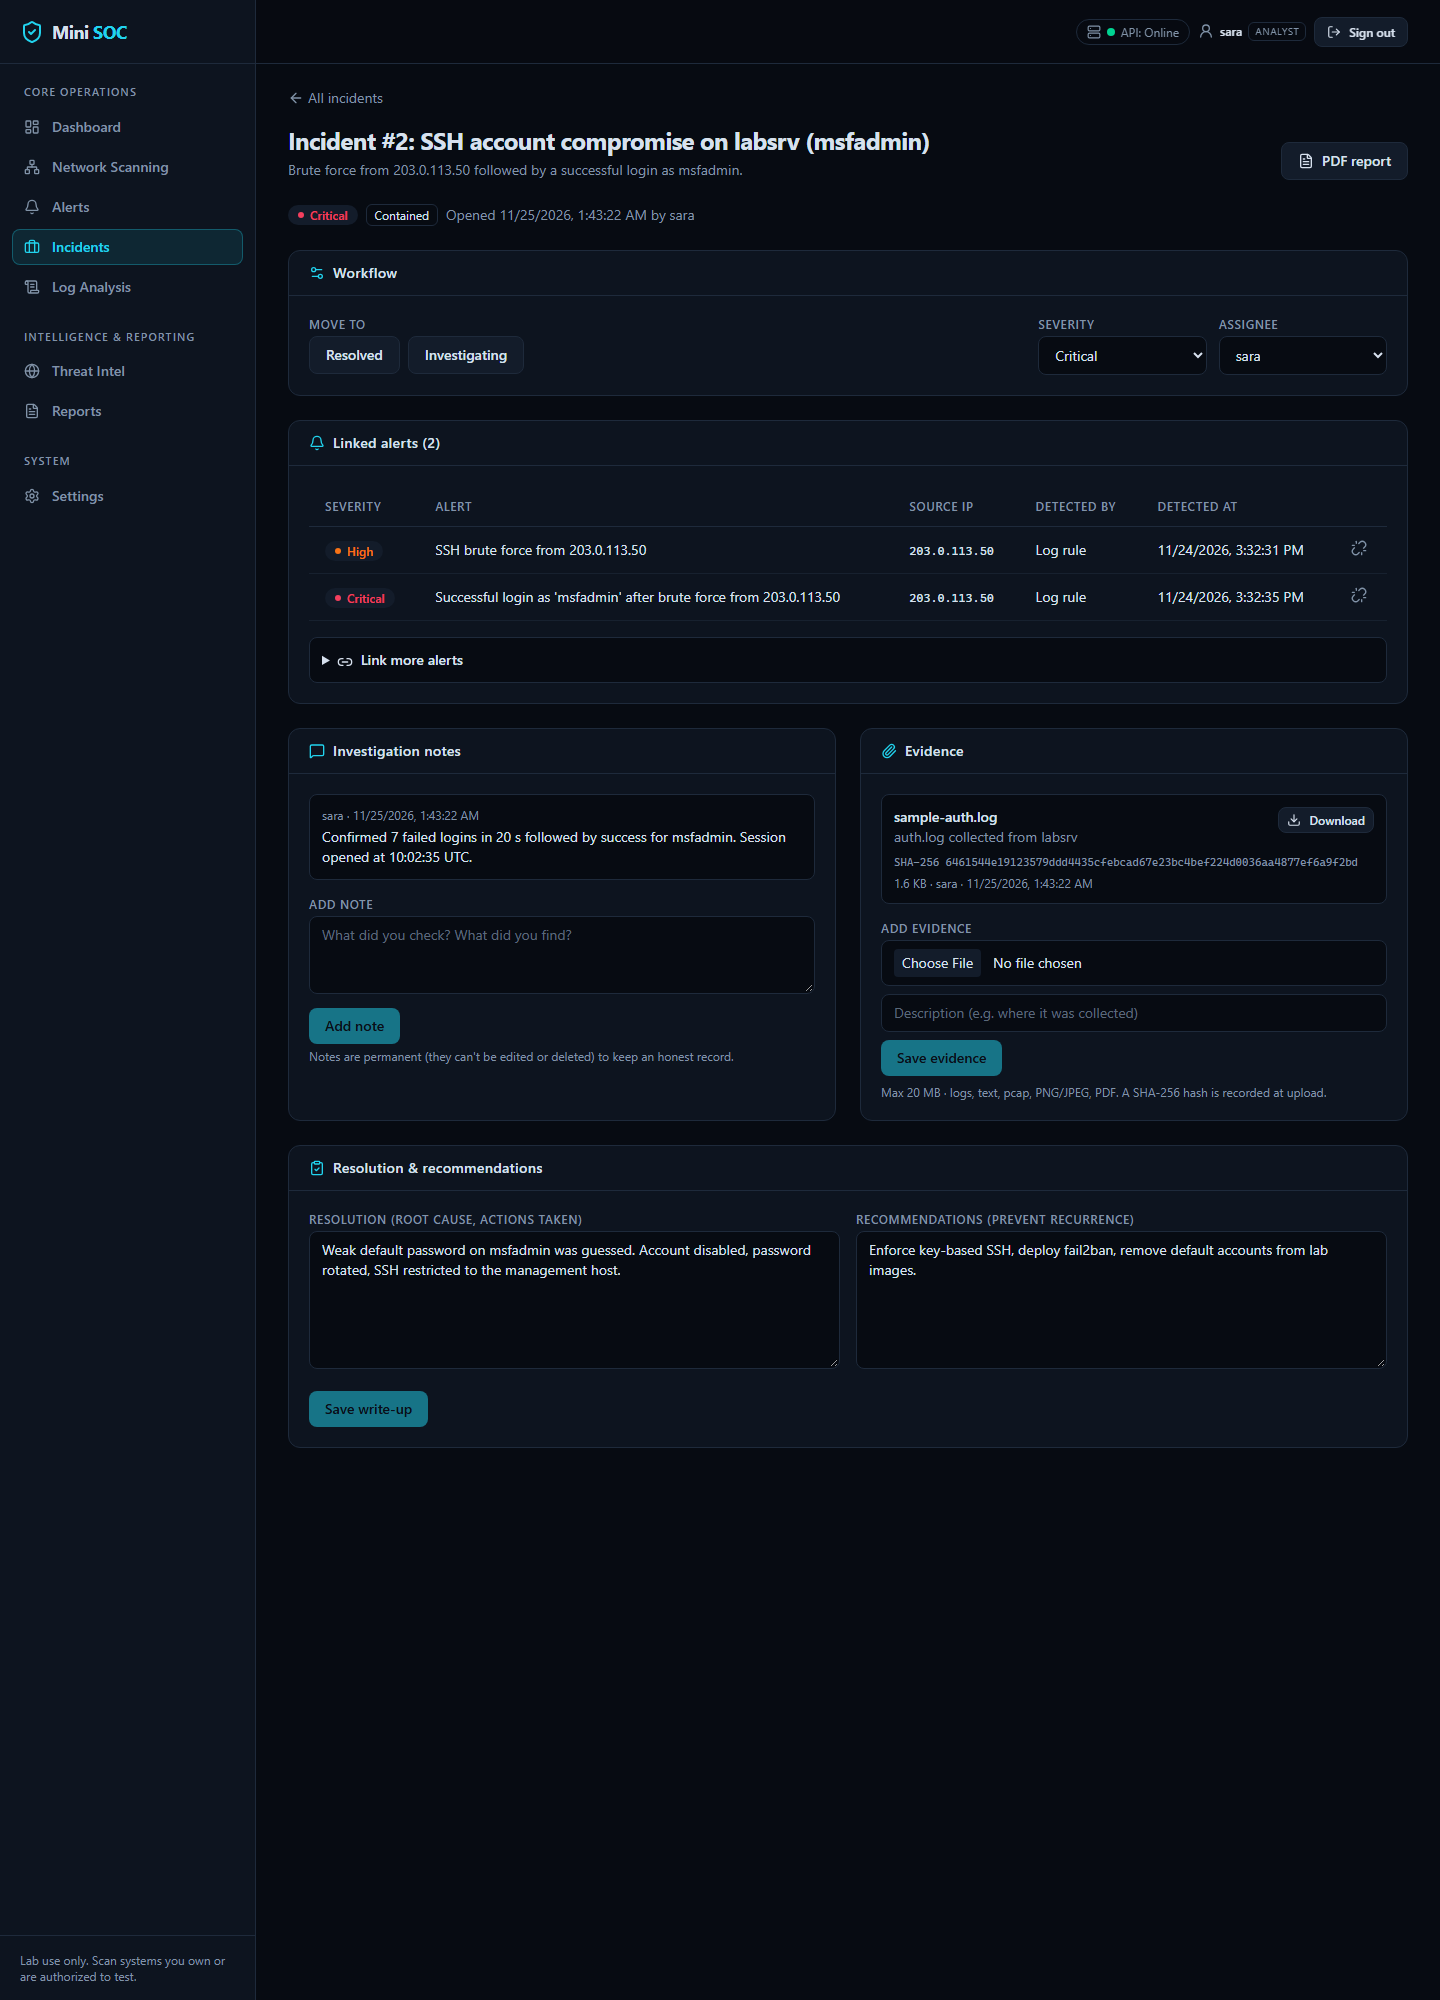 Mini SOC
API: Online
sara
ANALYST
Sign out
CORE OPERATIONS
Dashboard
Network Scanning
Alerts
Incidents
Log Analysis
INTELLIGENCE & REPORTING
Threat Intel
Reports
SYSTEM
Settings
Lab use only. Scan systems you own or
are authorized to test.
All incidents
Incident #2: SSH account compromise on labsrv (msfadmin)
Brute force from 203.0.113.50 followed by a successful login as msfadmin.
PDF report
Critical
Contained
Opened 11/25/2026, 1:43:22 AM by sara
Workflow
MOVE TO
Resolved
Investigating
SEVERITY
Critical
ASSIGNEE
sara
Linked alerts (2)
SEVERITY ALERT SOURCE IP DETECTED BY DETECTED AT
High SSH brute force from 203.0.113.50 203.0.113.50 Log rule 11/24/2026, 3:32:31 PM
Critical Successful login as 'msfadmin' after brute force from 203.0.113.50 203.0.113.50 Log rule 11/24/2026, 3:32:35 PM
Link more alerts
Investigation notes
sara · 11/25/2026, 1:43:22 AM
Confirmed 7 failed logins in 20 s followed by success for msfadmin. Session
opened at 10:02:35 UTC.
ADD NOTE
What did you check? What did you find?
Add note
Notes are permanent (they can't be edited or deleted) to keep an honest record.
Evidence
sample-auth.log
Download
auth.log collected from labsrv
SHA-256 6461544e19123579ddd4435cfebcad67e23bc4bef224d0036aa4877ef6a9f2bd
1.6 KB · sara · 11/25/2026, 1:43:22 AM
ADD EVIDENCE
Choose File No file chosen
Description (e.g. where it was collected)
Save evidence
Max 20 MB · logs, text, pcap, PNG/JPEG, PDF. A SHA-256 hash is recorded at upload.
Resolution & recommendations
RESOLUTION (ROOT CAUSE, ACTIONS TAKEN)
Weak default password on msfadmin was guessed. Account disabled, password
rotated, SSH restricted to the management host.
RECOMMENDATIONS (PREVENT RECURRENCE)
Enforce key-based SSH, deploy fail2ban, remove default accounts from lab
images.
Save write-up